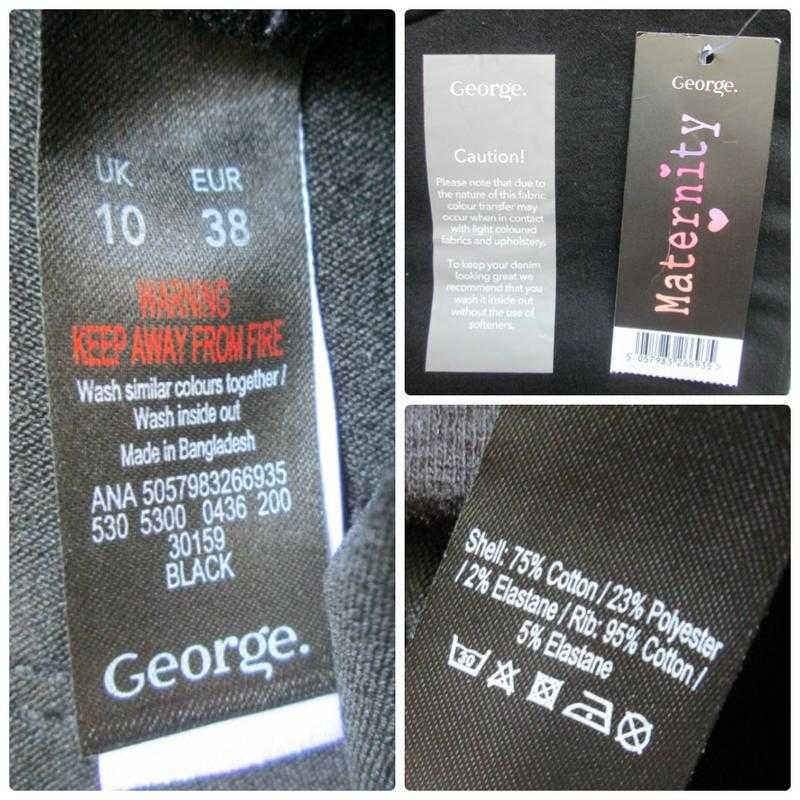 UK EUR
10 38
WARNING
KEEP AWAY FROM FIRE
Wash similar colours together /
Wash inside out
Made in Bangladesh
ANA 5057983266935
530 5300 0436 200
30159
BLACK
George.
George.
Caution!
Please note that due to
the nature of this fabric
colour transfer may
occur when in contact
with light coloured
fabrics and upholstery.
To keep your denim
looking great we
recommend that you
wash it inside out
without the use of
softeners.
George.
Maternity
5 057983 266935 >
Shell: 75% Cotton / 23% Polyester
/ 2% Elastane / Rib: 95% Cotton /
5% Elastane
30